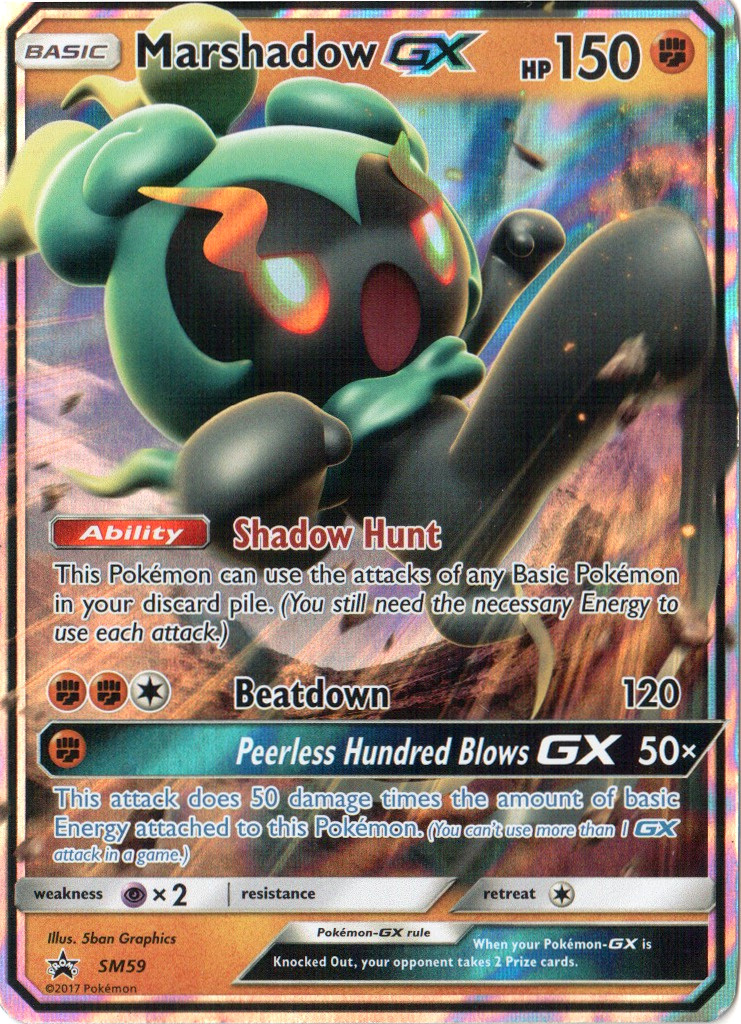 BASIC Marshadow GX HP 150
Ability Shadow Hunt
This Pokémon can use the attacks of any Basic Pokémon
in your discard pile. (You still need the necessary Energy to
use each attack.)
Beatdown 120
Peerless Hundred Blows GX 50×
This attack does 50 damage times the amount of basic
Energy attached to this Pokémon. (You can't use more than 1 GX
attack in a game.)
weakness ×2 resistance retreat
Illus. 5ban Graphics
Pokémon-GX rule
When your Pokémon-GX is
Knocked Out, your opponent takes 2 Prize cards.
PROMO SM59
©2017 Pokémon